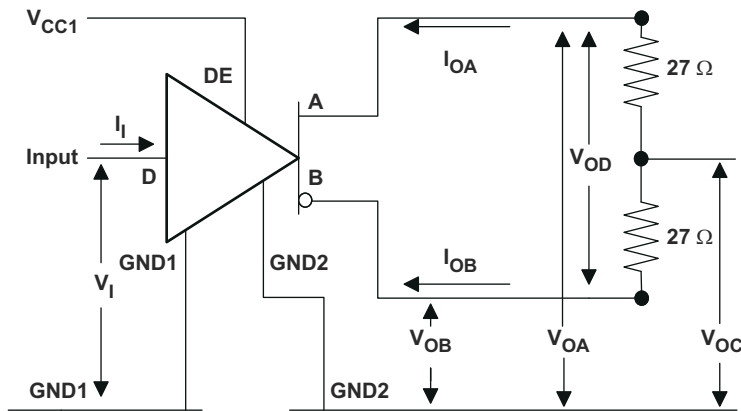 VCC1
DE
A
IOA
27 Ω
II
Input
D
B
VOD
GND1
GND2
IOB
27 Ω
VI
VOB
VOA
VOC
GND1
GND2